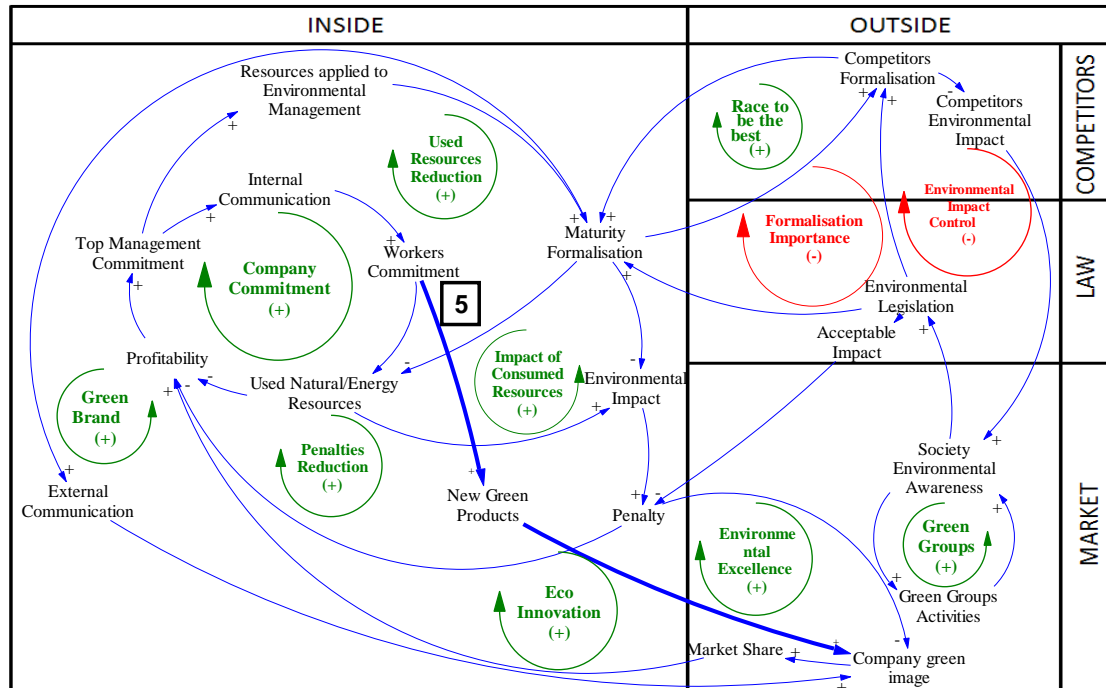 INSIDE
OUTSIDE
COMPETITORS
LAW
MARKET
Resources applied to
Environmental
Management
Used
Resources
Reduction
(+)
Internal
Communication
Top Management
Commitment
Company
Commitment
(+)
Workers
Commitment
5
Maturity
Formalisation
Profitability
Green
Brand
(+)
Used Natural/Energy
Resources
Impact of
Consumed
Resources
(+)
Environmental
Impact
Penalties
Reduction
(+)
External
Communication
New Green
Products
Penalty
Eco
Innovation
(+)
Competitors
Formalisation
Race to
be the
best
(+)
Competitors
Environmental
Impact
Formalisation
Importance
(-)
Environmental
Impact
Control
(-)
Environmental
Legislation
Acceptable
Impact
Society
Environmental
Awareness
Environme
ntal
Excellence
(+)
Green
Groups
(+)
Green Groups
Activities
Market Share
Company green
image